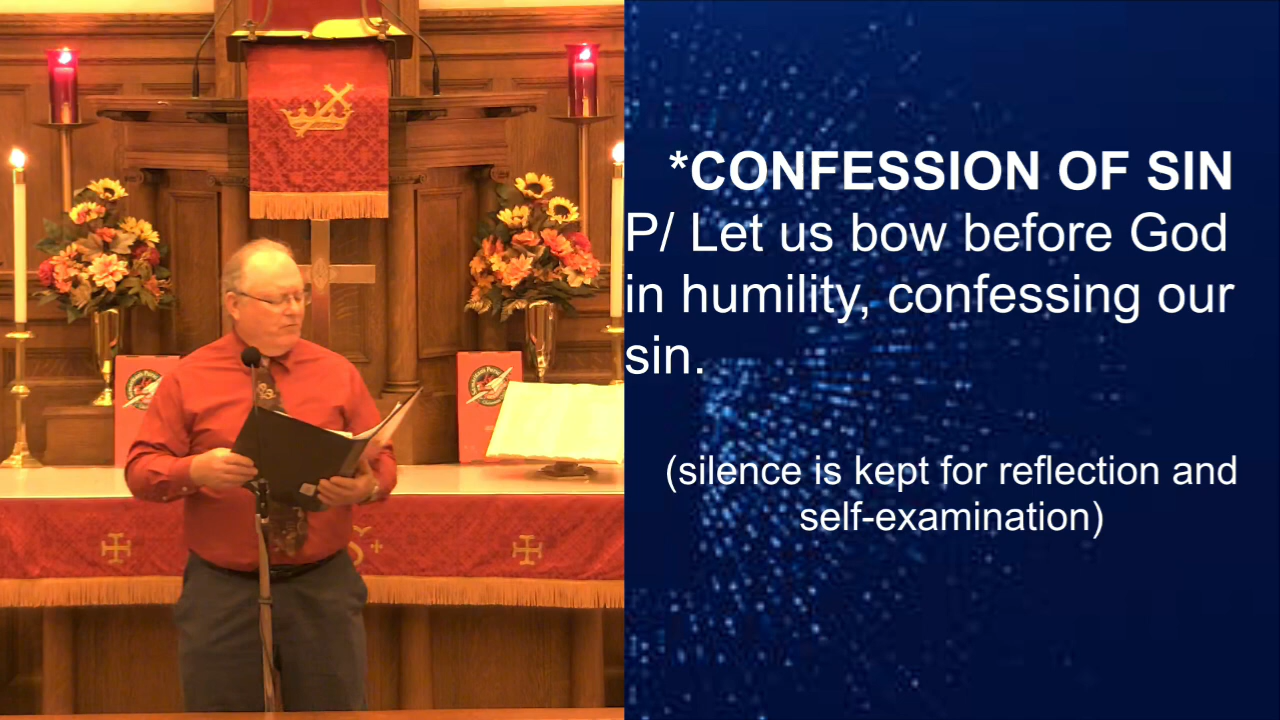 *CONFESSION OF SIN
P/ Let us bow before God
in humility, confessing our
sin.
(silence is kept for reflection and
self-examination)